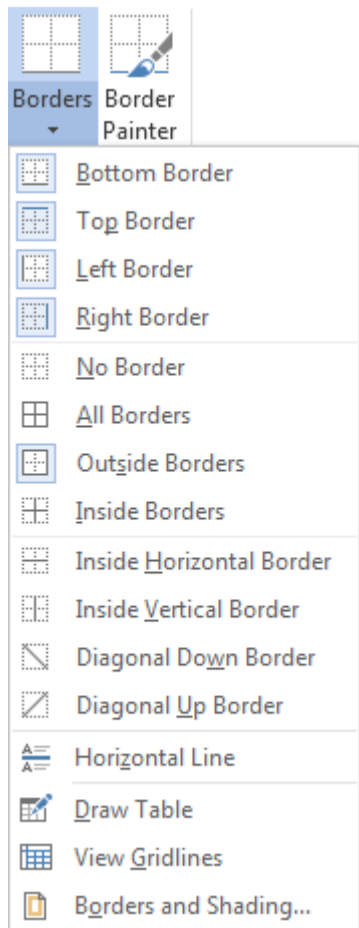 Borders Border
Painter
Bottom Border
Top Border
Left Border
Right Border
No Border
All Borders
Outside Borders
Inside Borders
Inside Horizontal Border
Inside Vertical Border
Diagonal Down Border
Diagonal Up Border
Horizontal Line
Draw Table
View Gridlines
Borders and Shading...